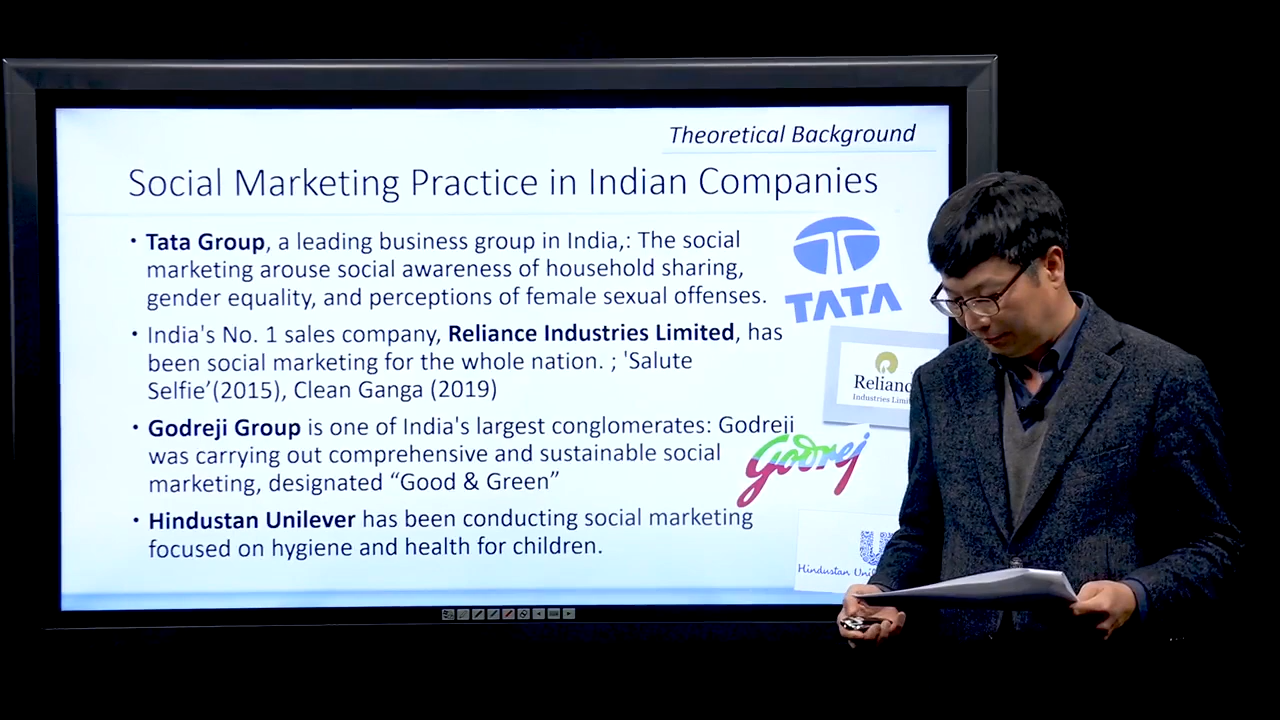 Theoretical Background
Social Marketing Practice in Indian Companies
• Tata Group, a leading business group in India,: The social
marketing arouse social awareness of household sharing,
gender equality, and perceptions of female sexual offenses.
TATA
• India's No. 1 sales company, Reliance Industries Limited, has
been social marketing for the whole nation. ; 'Salute
Selfie’(2015), Clean Ganga (2019)
Relianc
Industries Limi
• Godreji Group is one of India's largest conglomerates: Godreji
was carrying out comprehensive and sustainable social
marketing, designated “Good & Green”
Godrej
• Hindustan Unilever has been conducting social marketing
focused on hygiene and health for children.
Hindustan Unil